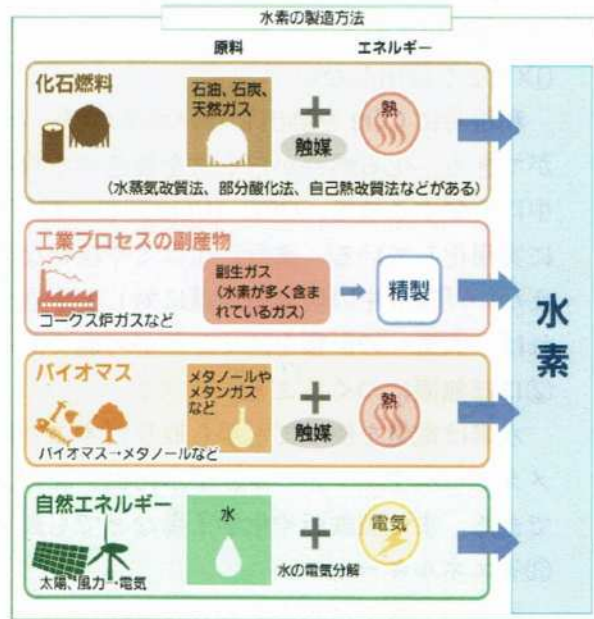 水素の製造方法
原料
エネルギー
化石燃料
石油、石炭、
天然ガス
触媒
熱
(水蒸気改質法、部分酸化法、自己熱改質法などがある)
工業プロセスの副産物
副生ガス
(水素が多く含ま
れているガス)
精製
コークス炉ガスなど
バイオマス
メタノールや
メタンガス
など
触媒
熱
バイオマス→メタノールなど
自然エネルギー
水
電気
水の電気分解
太陽、風力→電気
水素